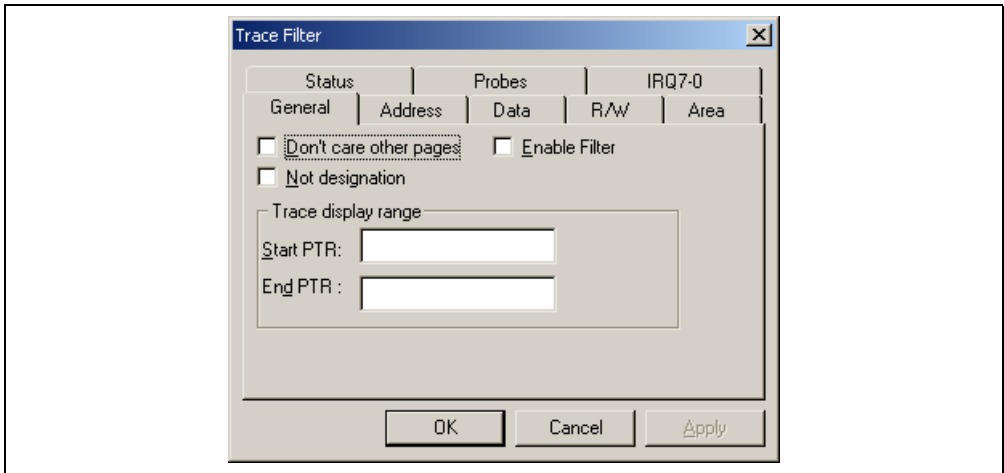 Trace Filter
Status Probes IRQ7-0
General Address Data R/W Area
Don't care other pages Enable Filter
Not designation
Trace display range
Start PTR:
End PTR :
OK Cancel Apply